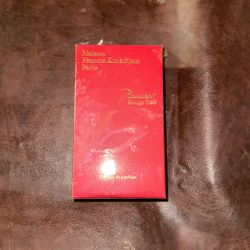 Maison
Francis Kurkdjian
Paris
Baccarat
Rouge 540
Extrait de parfum